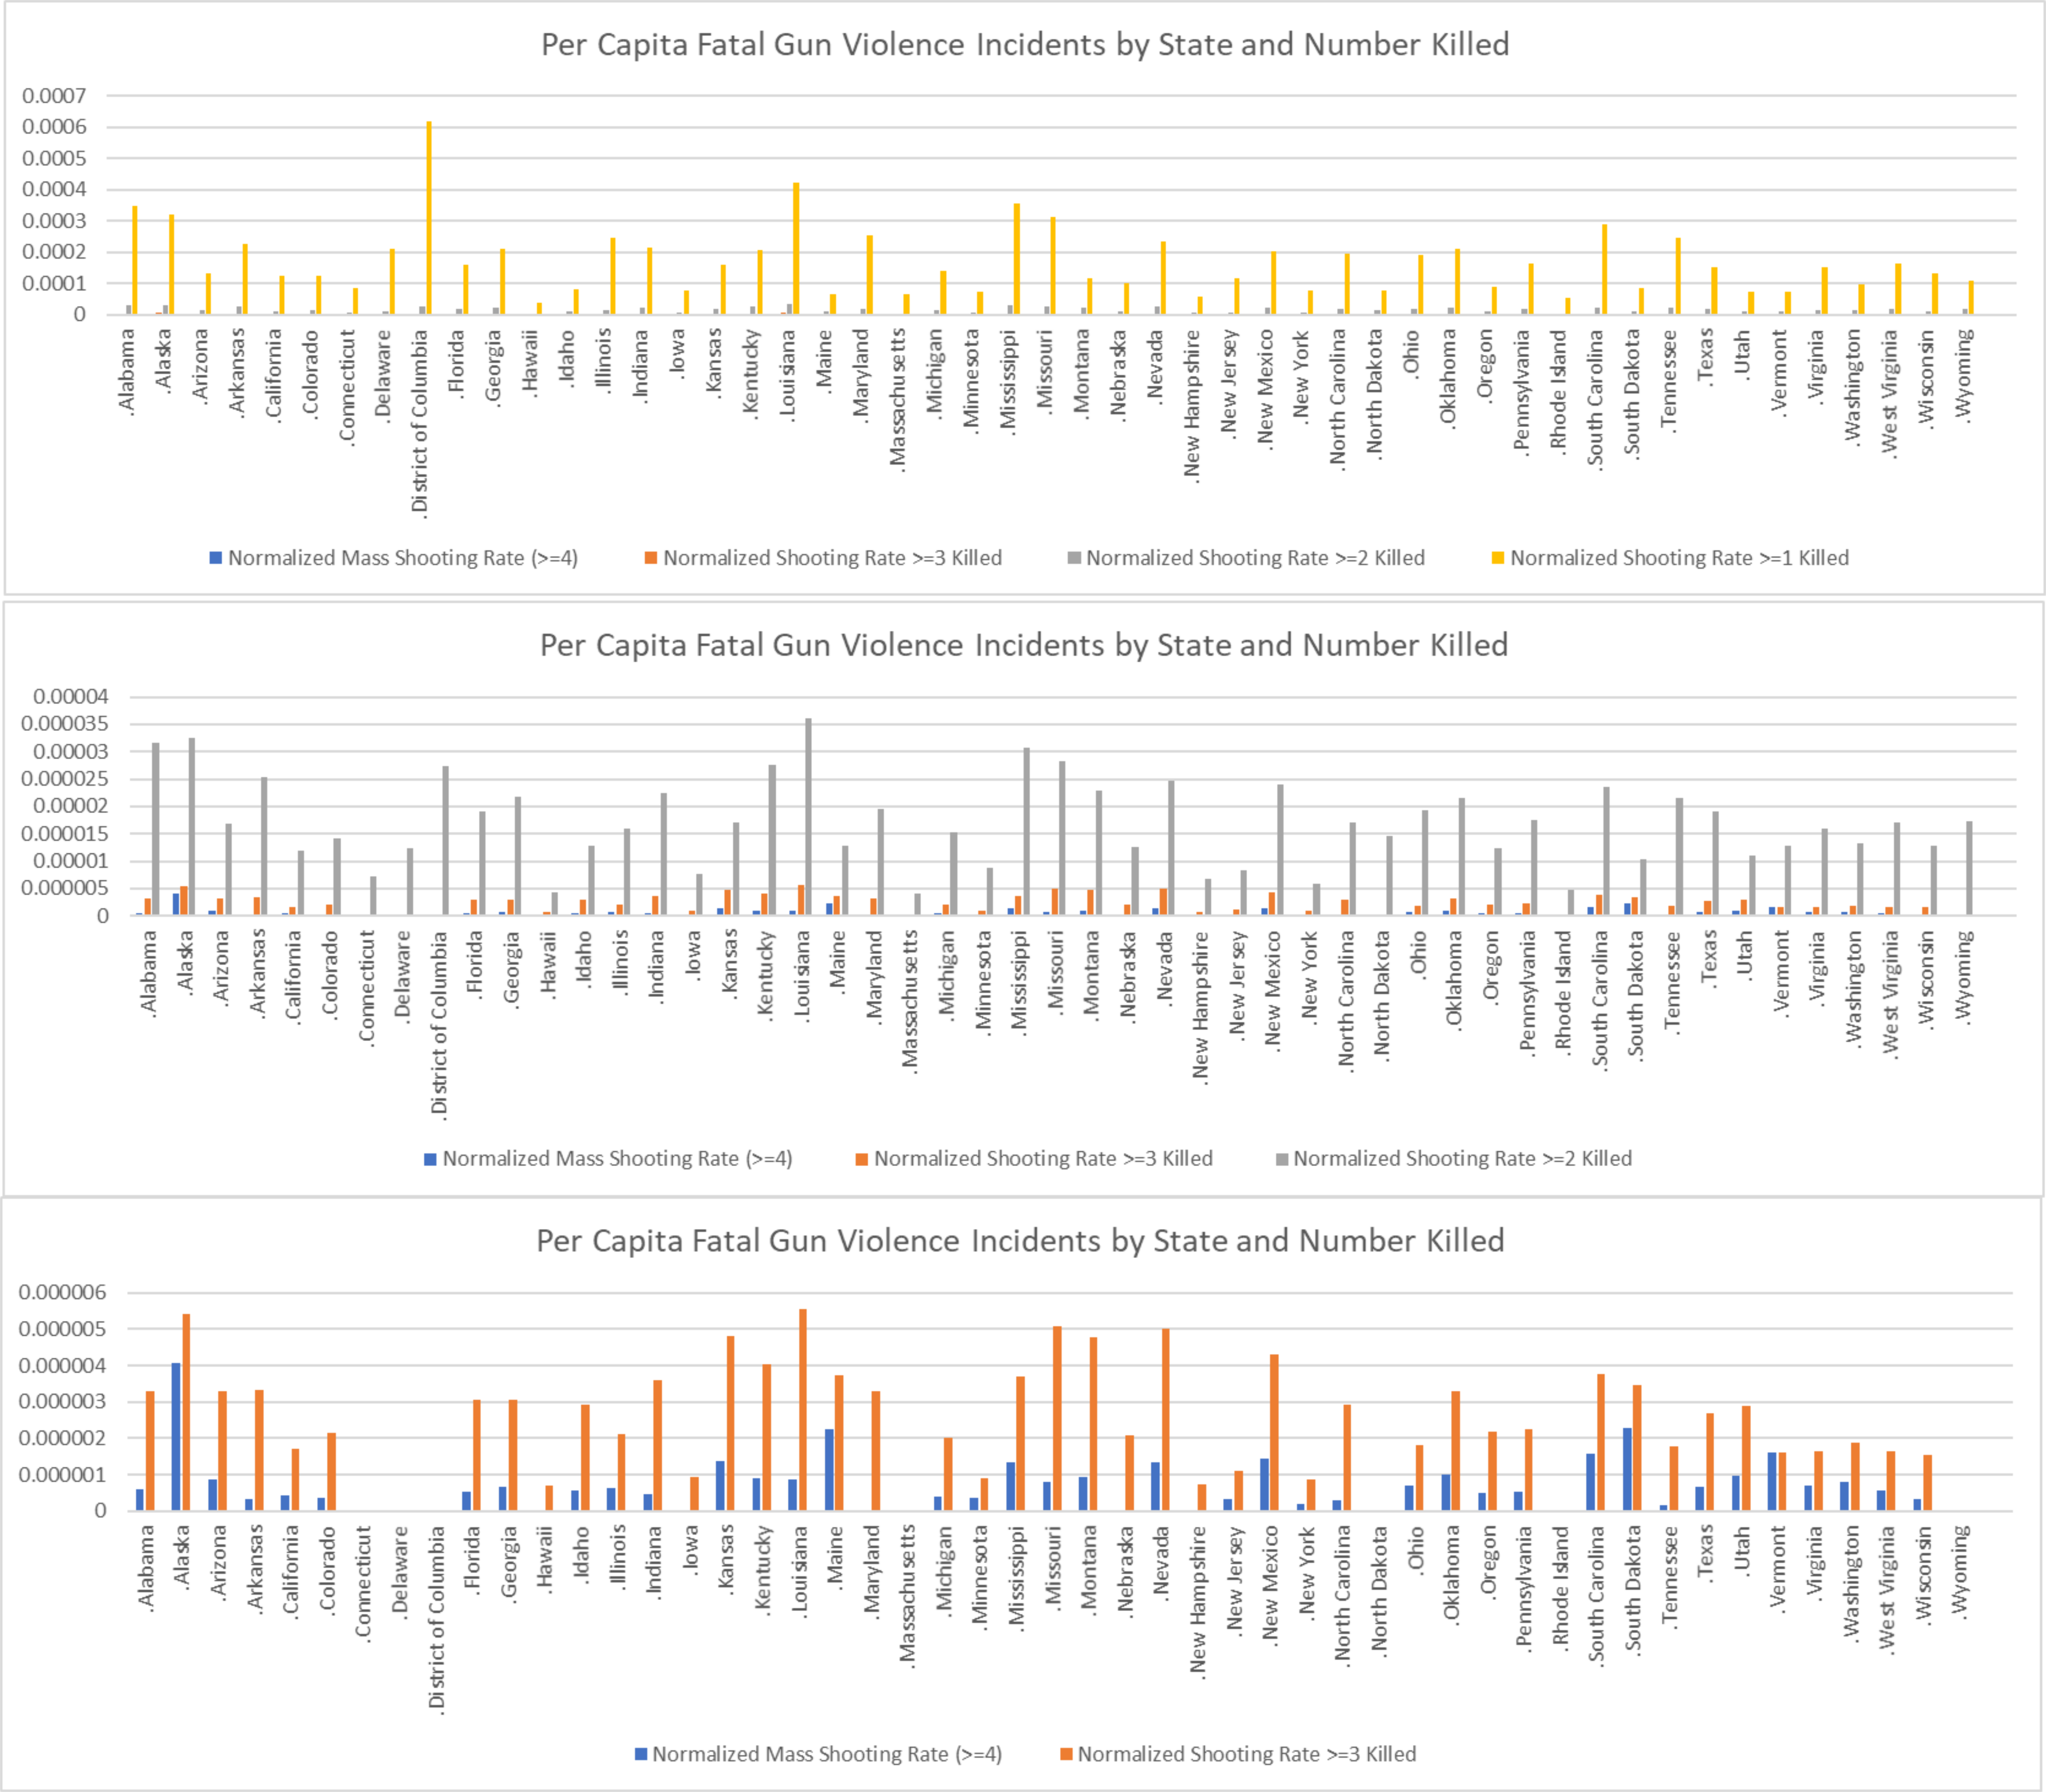 Per Capita Fatal Gun Violence Incidents by State and Number Killed
0.0007
0.0006
0.0005
0.0004
0.0003
0.0002
0.0001
0
.Alabama
.Alaska
.Arizona
.Arkansas
.California
.Colorado
.Connecticut
.Delaware
.District of Columbia
.Florida
.Georgia
.Hawaii
.Idaho
.Illinois
.Indiana
.Iowa
.Kansas
.Kentucky
.Louisiana
.Maine
.Maryland
.Massachusetts
.Michigan
.Minnesota
.Mississippi
.Missouri
.Montana
.Nebraska
.Nevada
.New Hampshire
.New Jersey
.New Mexico
.New York
.North Carolina
.North Dakota
.Ohio
.Oklahoma
.Oregon
.Pennsylvania
.Rhode Island
.South Carolina
.South Dakota
.Tennessee
.Texas
.Utah
.Vermont
.Virginia
.Washington
.West Virginia
.Wisconsin
.Wyoming
Normalized Mass Shooting Rate (>=4) Normalized Shooting Rate >=3 Killed Normalized Shooting Rate >=2 Killed Normalized Shooting Rate >=1 Killed
Per Capita Fatal Gun Violence Incidents by State and Number Killed
0.00004
0.000035
0.00003
0.000025
0.00002
0.000015
0.00001
0.000005
0
.Alabama
.Alaska
.Arizona
.Arkansas
.California
.Colorado
.Connecticut
.Delaware
.District of Columbia
.Florida
.Georgia
.Hawaii
.Idaho
.Illinois
.Indiana
.Iowa
.Kansas
.Kentucky
.Louisiana
.Maine
.Maryland
.Massachusetts
.Michigan
.Minnesota
.Mississippi
.Missouri
.Montana
.Nebraska
.Nevada
.New Hampshire
.New Jersey
.New Mexico
.New York
.North Carolina
.North Dakota
.Ohio
.Oklahoma
.Oregon
.Pennsylvania
.Rhode Island
.South Carolina
.South Dakota
.Tennessee
.Texas
.Utah
.Vermont
.Virginia
.Washington
.West Virginia
.Wisconsin
.Wyoming
Normalized Mass Shooting Rate (>=4) Normalized Shooting Rate >=3 Killed Normalized Shooting Rate >=2 Killed
Per Capita Fatal Gun Violence Incidents by State and Number Killed
0.000006
0.000005
0.000004
0.000003
0.000002
0.000001
0
.Alabama
.Alaska
.Arizona
.Arkansas
.California
.Colorado
.Connecticut
.Delaware
.District of Columbia
.Florida
.Georgia
.Hawaii
.Idaho
.Illinois
.Indiana
.Iowa
.Kansas
.Kentucky
.Louisiana
.Maine
.Maryland
.Massachusetts
.Michigan
.Minnesota
.Mississippi
.Missouri
.Montana
.Nebraska
.Nevada
.New Hampshire
.New Jersey
.New Mexico
.New York
.North Carolina
.North Dakota
.Ohio
.Oklahoma
.Oregon
.Pennsylvania
.Rhode Island
.South Carolina
.South Dakota
.Tennessee
.Texas
.Utah
.Vermont
.Virginia
.Washington
.West Virginia
.Wisconsin
.Wyoming
Normalized Mass Shooting Rate (>=4) Normalized Shooting Rate >=3 Killed